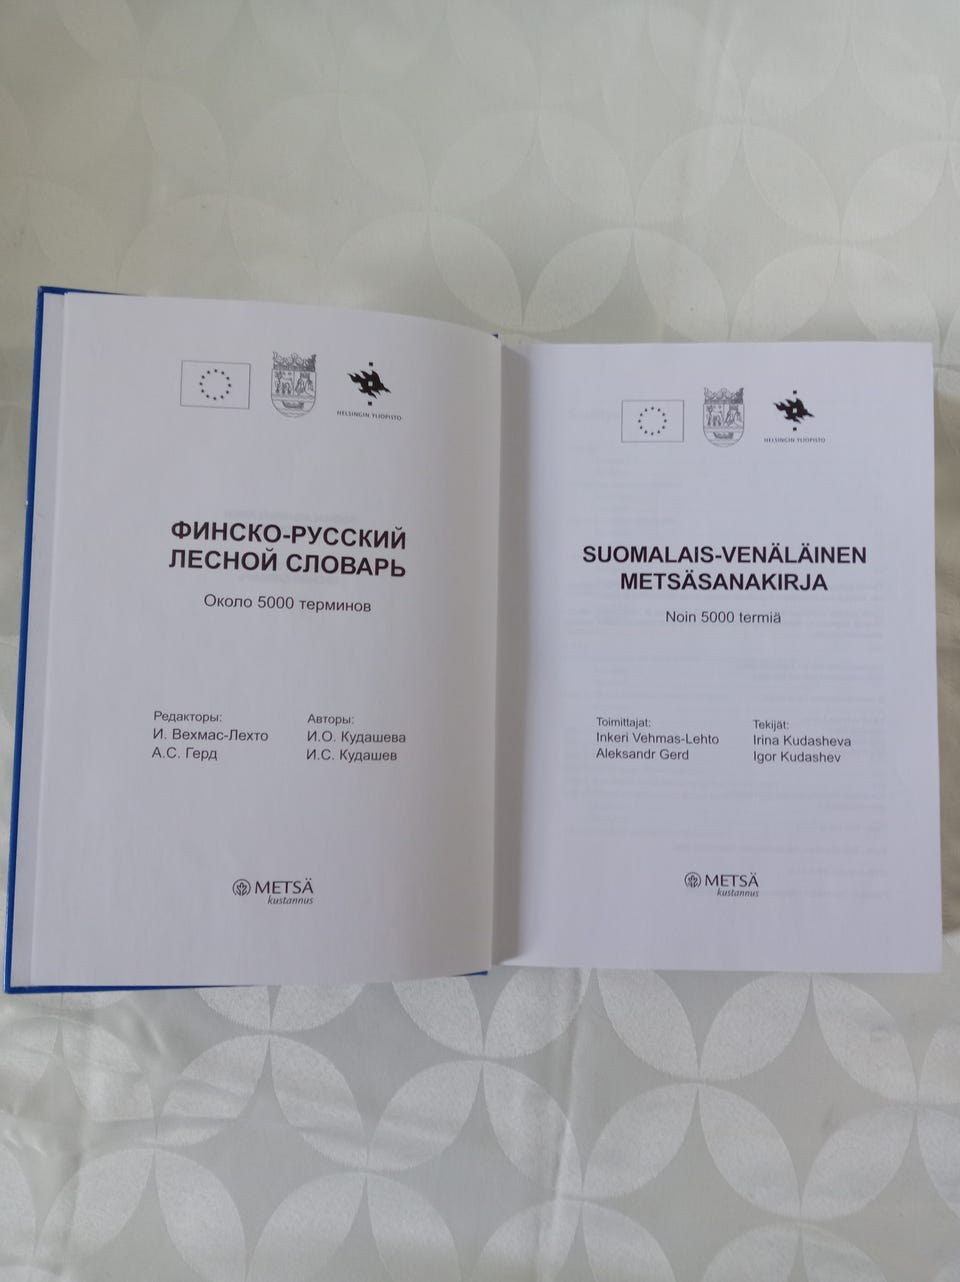 HELSINGIN YLIOPISTO
ФИНСКО-РУССКИЙ
ЛЕСНОЙ СЛОВАРЬ
Около 5000 терминов
Редакторы:
И. Вехмас-Лехто
А.С. Герд
Авторы:
И.О. Кудашева
И.С. Кудашев
METSÄ
kustannus
HELSINGIN YLIOPISTO
SUOMALAIS-VENÄLÄINEN
METSÄSANAKIRJA
Noin 5000 termiä
Toimittajat:
Inkeri Vehmas-Lehto
Aleksandr Gerd
Tekijät:
Irina Kudasheva
Igor Kudashev
METSÄ
kustannus